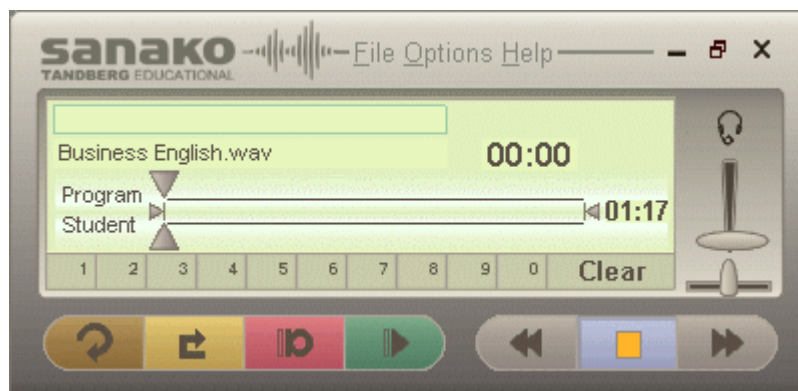 sanako File Options Help
TANDBERG EDUCATIONAL
Business English.wav 00:00
Program
01:17
Student
1 2 3 4 5 6 7 8 9 0 Clear